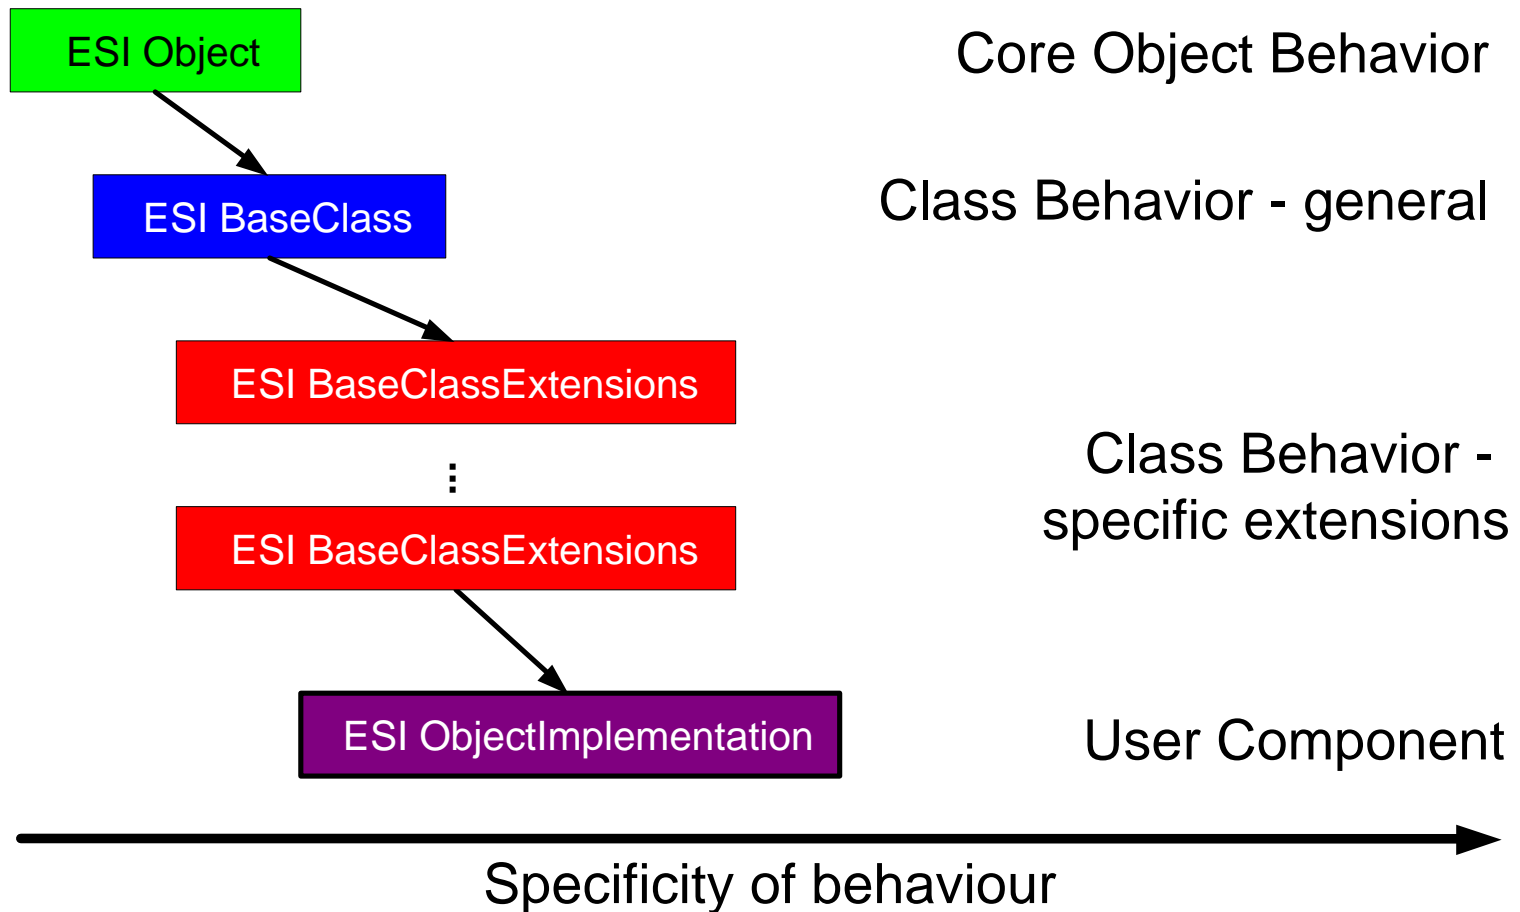 ESI Object
Core Object Behavior
ESI BaseClass
Class Behavior - general
ESI BaseClassExtensions
...
Class Behavior -
specific extensions
ESI BaseClassExtensions
ESI ObjectImplementation
User Component
Specificity of behaviour